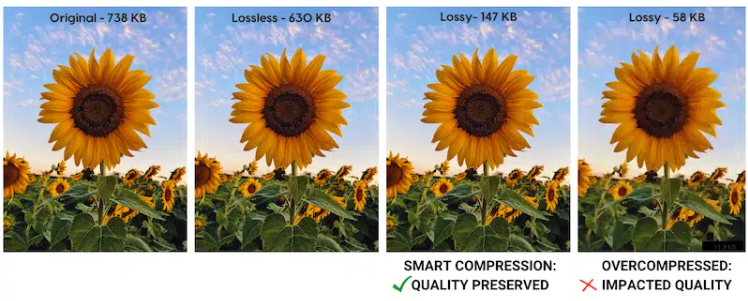 Original - 738 KB
Lossless - 630 KB
Lossy- 147 KB
Lossy - 58 KB
SMART COMPRESSION:
QUALITY PRESERVED
OVERCOMPRESSED:
IMPACTED QUALITY